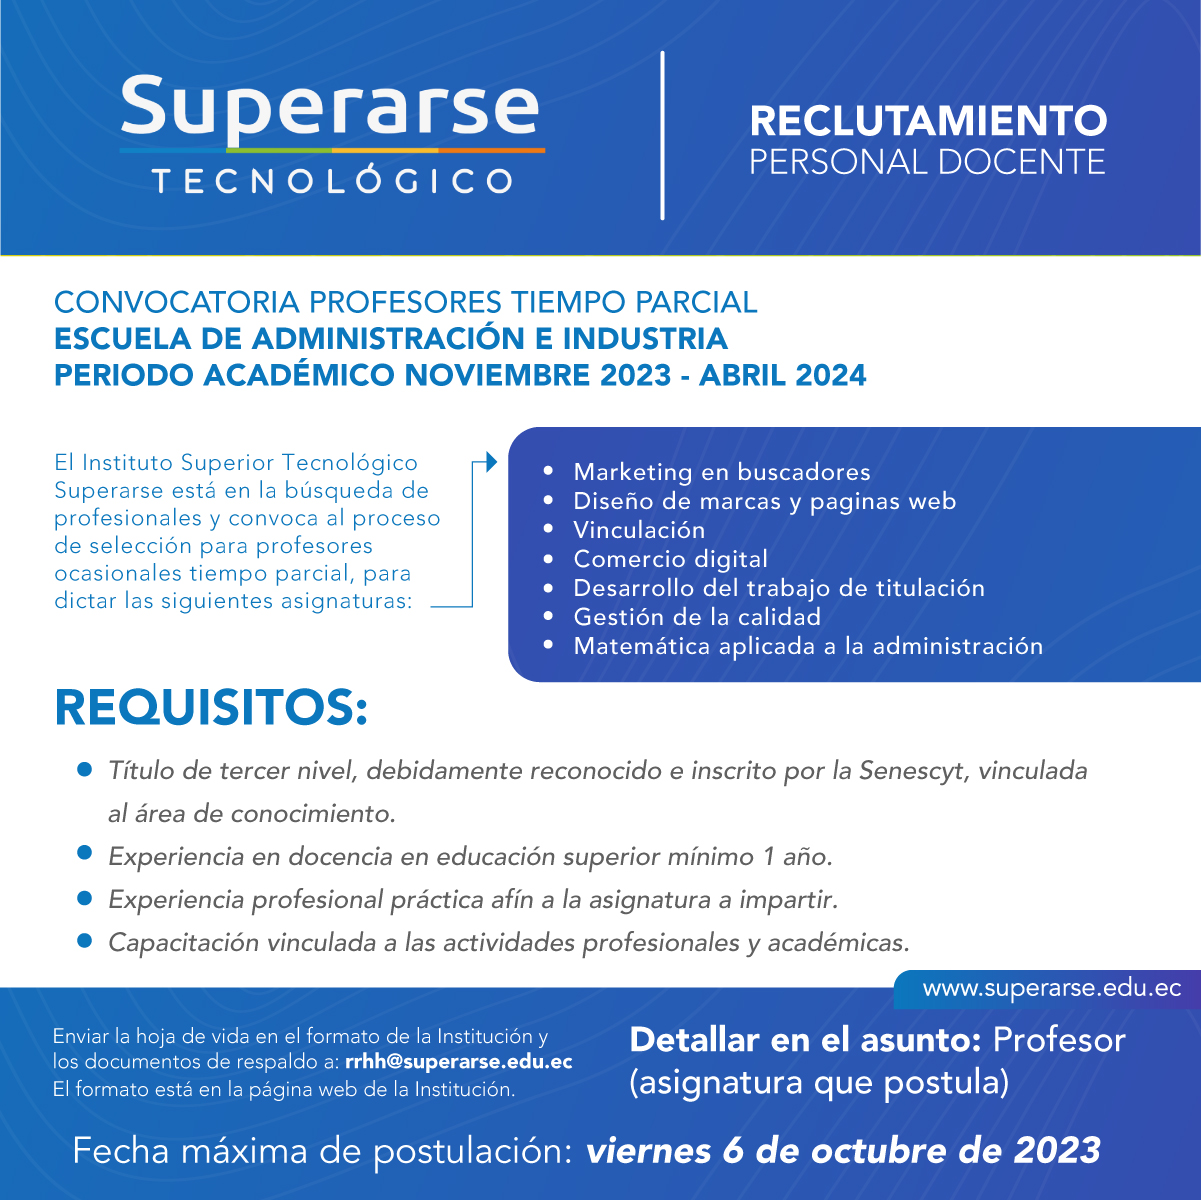 Superarse
TECNOLÓGICO
RECLUTAMIENTO
PERSONAL DOCENTE
CONVOCATORIA PROFESORES TIEMPO PARCIAL
ESCUELA DE ADMINISTRACIÓN E INDUSTRIA
PERIODO ACADÉMICO NOVIEMBRE 2023 - ABRIL 2024
El Instituto Superior Tecnológico
Superarse está en la búsqueda de
profesionales y convoca al proceso
de selección para profesores
ocasionales tiempo parcial, para
dictar las siguientes asignaturas:
• Marketing en buscadores
• Diseño de marcas y paginas web
• Vinculación
• Comercio digital
• Desarrollo del trabajo de titulación
• Gestión de la calidad
• Matemática aplicada a la administración
REQUISITOS:
• Título de tercer nivel, debidamente reconocido e inscrito por la Senescyt, vinculada
al área de conocimiento.
• Experiencia en docencia en educación superior mínimo 1 año.
• Experiencia profesional práctica afín a la asignatura a impartir.
• Capacitación vinculada a las actividades profesionales y académicas.
www.superarse.edu.ec
Enviar la hoja de vida en el formato de la Institución y
los documentos de respaldo a: rrhh@superarse.edu.ec
El formato está en la página web de la Institución.
Detallar en el asunto: Profesor
(asignatura que postula)
Fecha máxima de postulación: viernes 6 de octubre de 2023